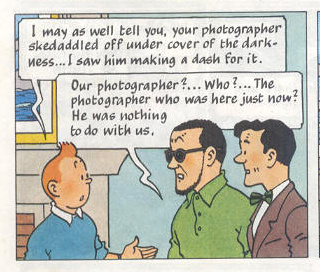 I may as well tell you, your photographer
skedaddled off under cover of the dark-
ness... I saw him making a dash for it.
Our photographer?... Who?... The
photographer who was here just now?
He was nothing
to do with us.